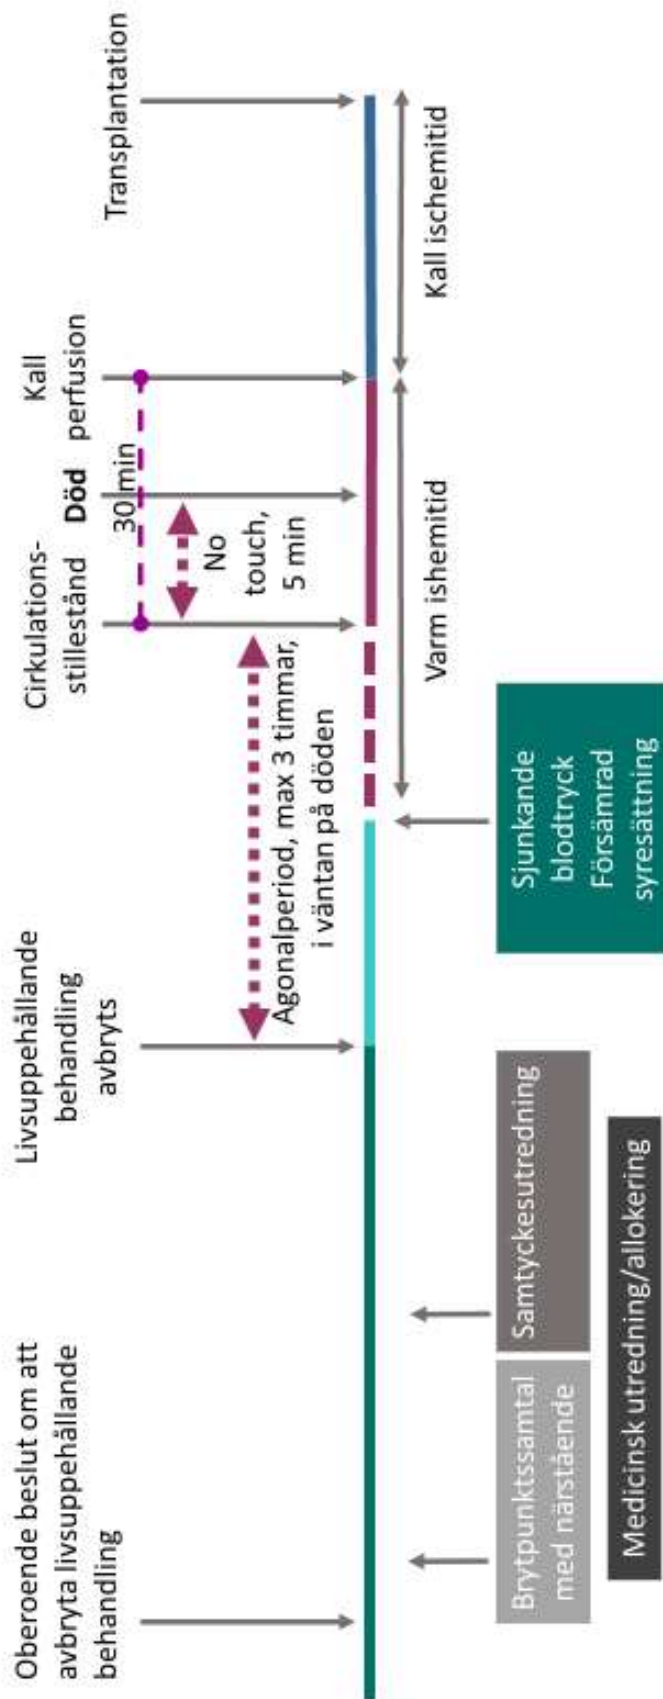 Oberoende beslut om att
avbryta livsuppehållande
behandling
Livsuppehållande
behandling
avbryts
Cirkulations-
stillestånd
Död
Kall
perfusion
Transplantation
30 min
No
touch,
5 min
Agonalperiod, max 3 timmar,
i väntan på döden
Varm ishemitid
Kall ischemitid
Brytpunktssamtal
med närstående
Samtyckesutredning
Medicinsk utredning/allokering
Sjunkande
blodtryck
Försämrad
syresättning